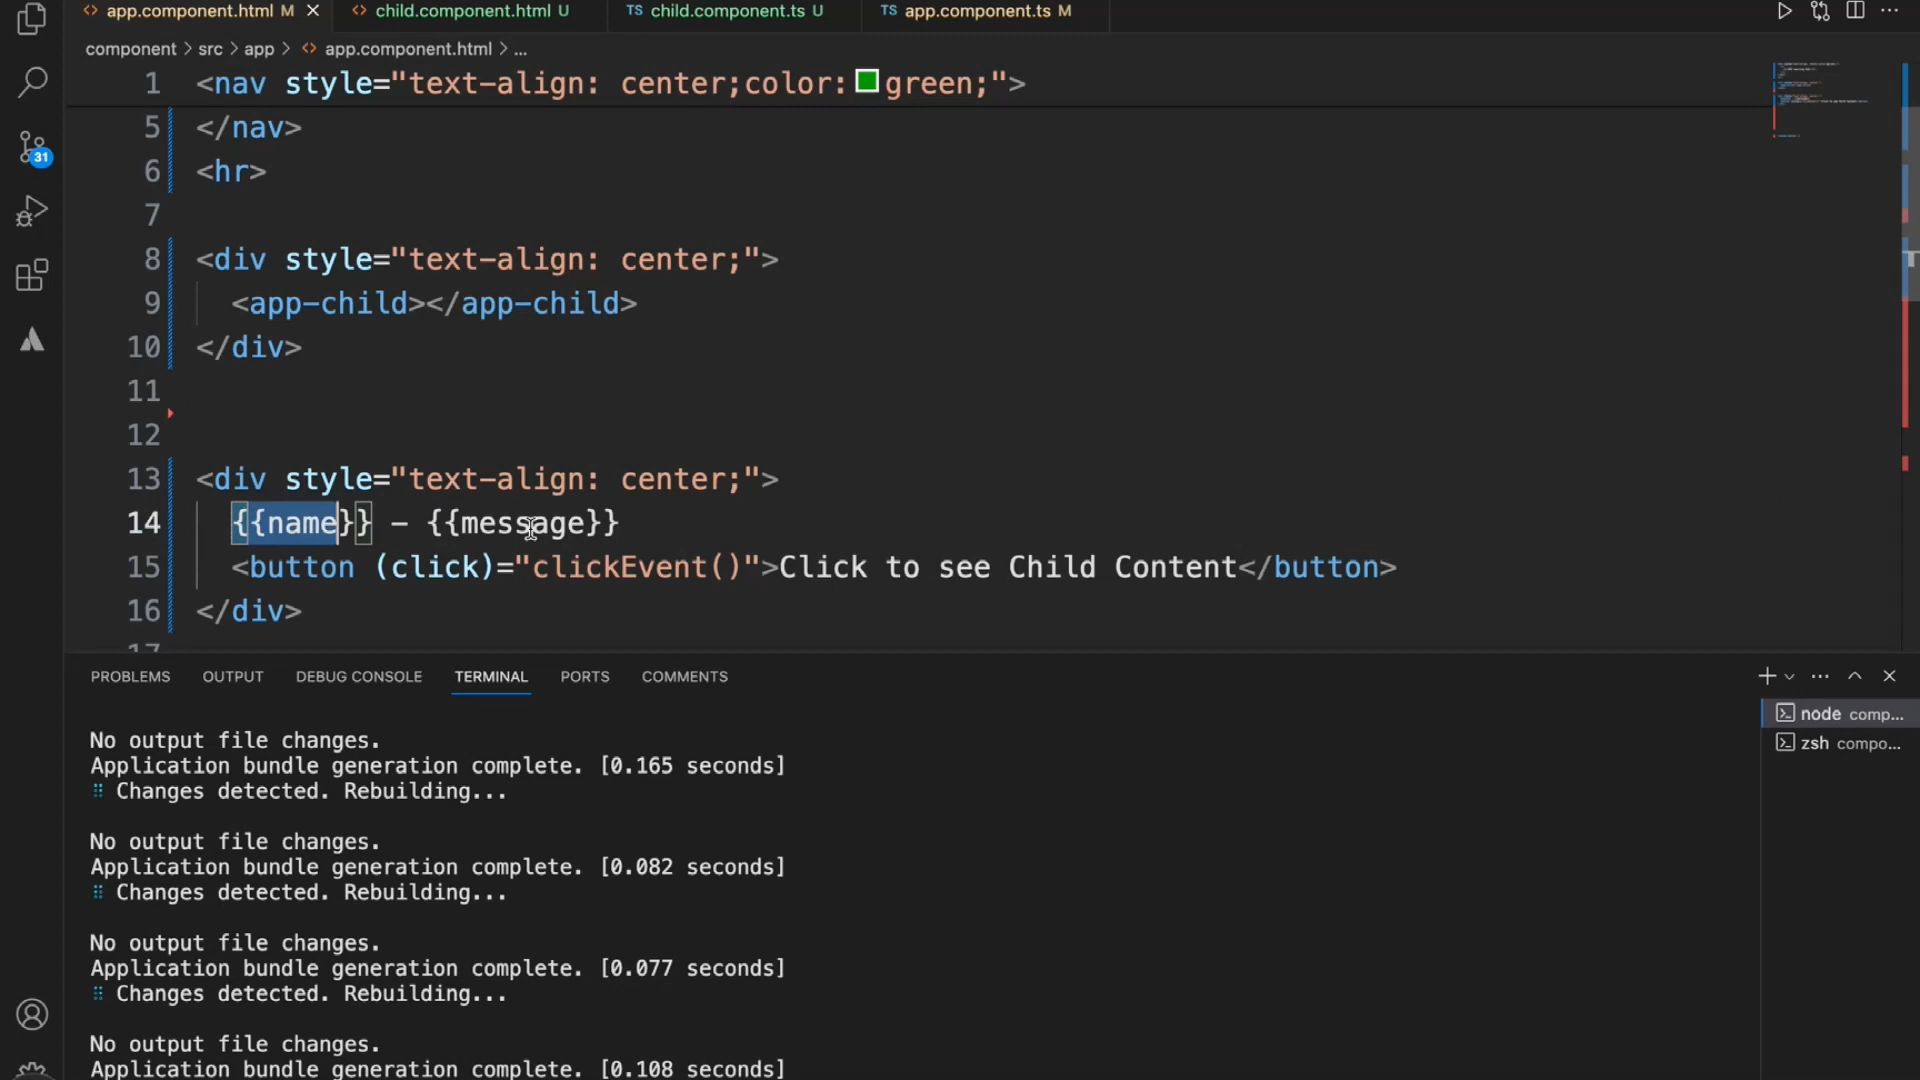 app.component.html M
child.component.html U
TS child.component.ts U
TS app.component.ts M
component > src > app > app.component.html > ...
1 <nav style="text-align: center;color: green;">
5 </nav>
6 <hr>
7
8 <div style="text-align: center;">
9 <app-child></app-child>
10 </div>
11
12
13 <div style="text-align: center;">
14 {{name}} - {{message}}
15 <button (click)="clickEvent()">Click to see Child Content</button>
16 </div>
17
31
PROBLEMS OUTPUT DEBUG CONSOLE TERMINAL PORTS COMMENTS
node comp...
zsh compo...
No output file changes.
Application bundle generation complete. [0.165 seconds]
Changes detected. Rebuilding...
No output file changes.
Application bundle generation complete. [0.082 seconds]
Changes detected. Rebuilding...
No output file changes.
Application bundle generation complete. [0.077 seconds]
Changes detected. Rebuilding...
No output file changes.
Application bundle generation complete. [0.108 seconds]